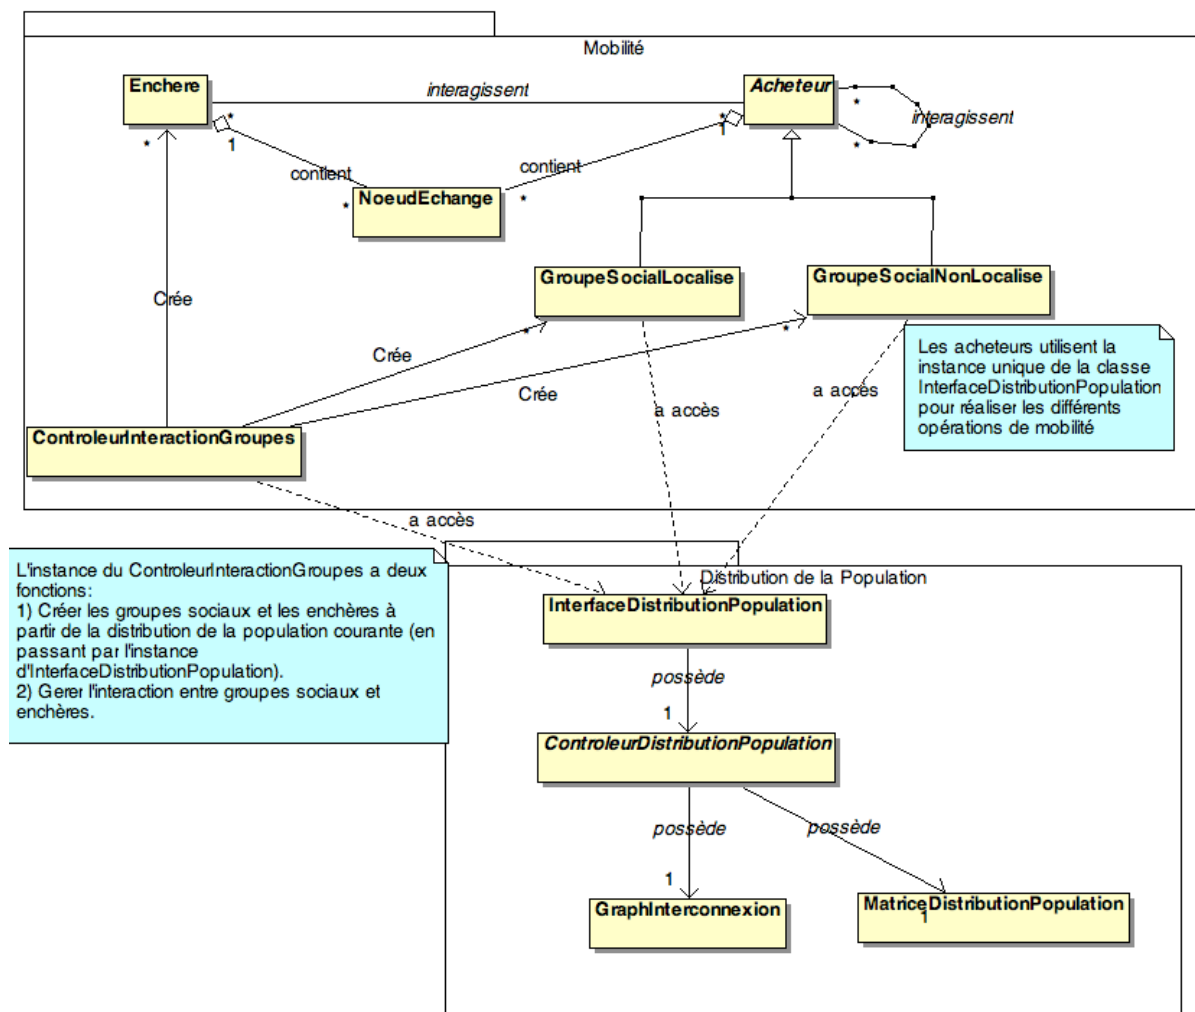 Mobilité
Enchere
Acheteur
interagissent
*
*
1
*
1
*
*
interagissent
*
contient
contient
NoeudEchange
*
*
GroupeSocialLocalise
GroupeSocialNonLocalise
Crée
*
*
Crée
Crée
a accès
a accès
Les acheteurs utilisent la
instance unique de la classe
InterfaceDistributionPopulation
pour réaliser les différents
opérations de mobilité
ControleurInteractionGroupes
a accès
L'instance du ControleurInteractionGroupes a deux
fonctions:
1) Créer les groupes sociaux et les enchères à
partir de la distribution de la population courante (en
passant par l'instance
d'InterfaceDistributionPopulation).
2) Gerer l'interaction entre groupes sociaux et
enchères.
Distribution de la Population
InterfaceDistributionPopulation
possède
1
ControleurDistributionPopulation
possède
possède
1
GraphInterconnexion
MatriceDistributionPopulation
1